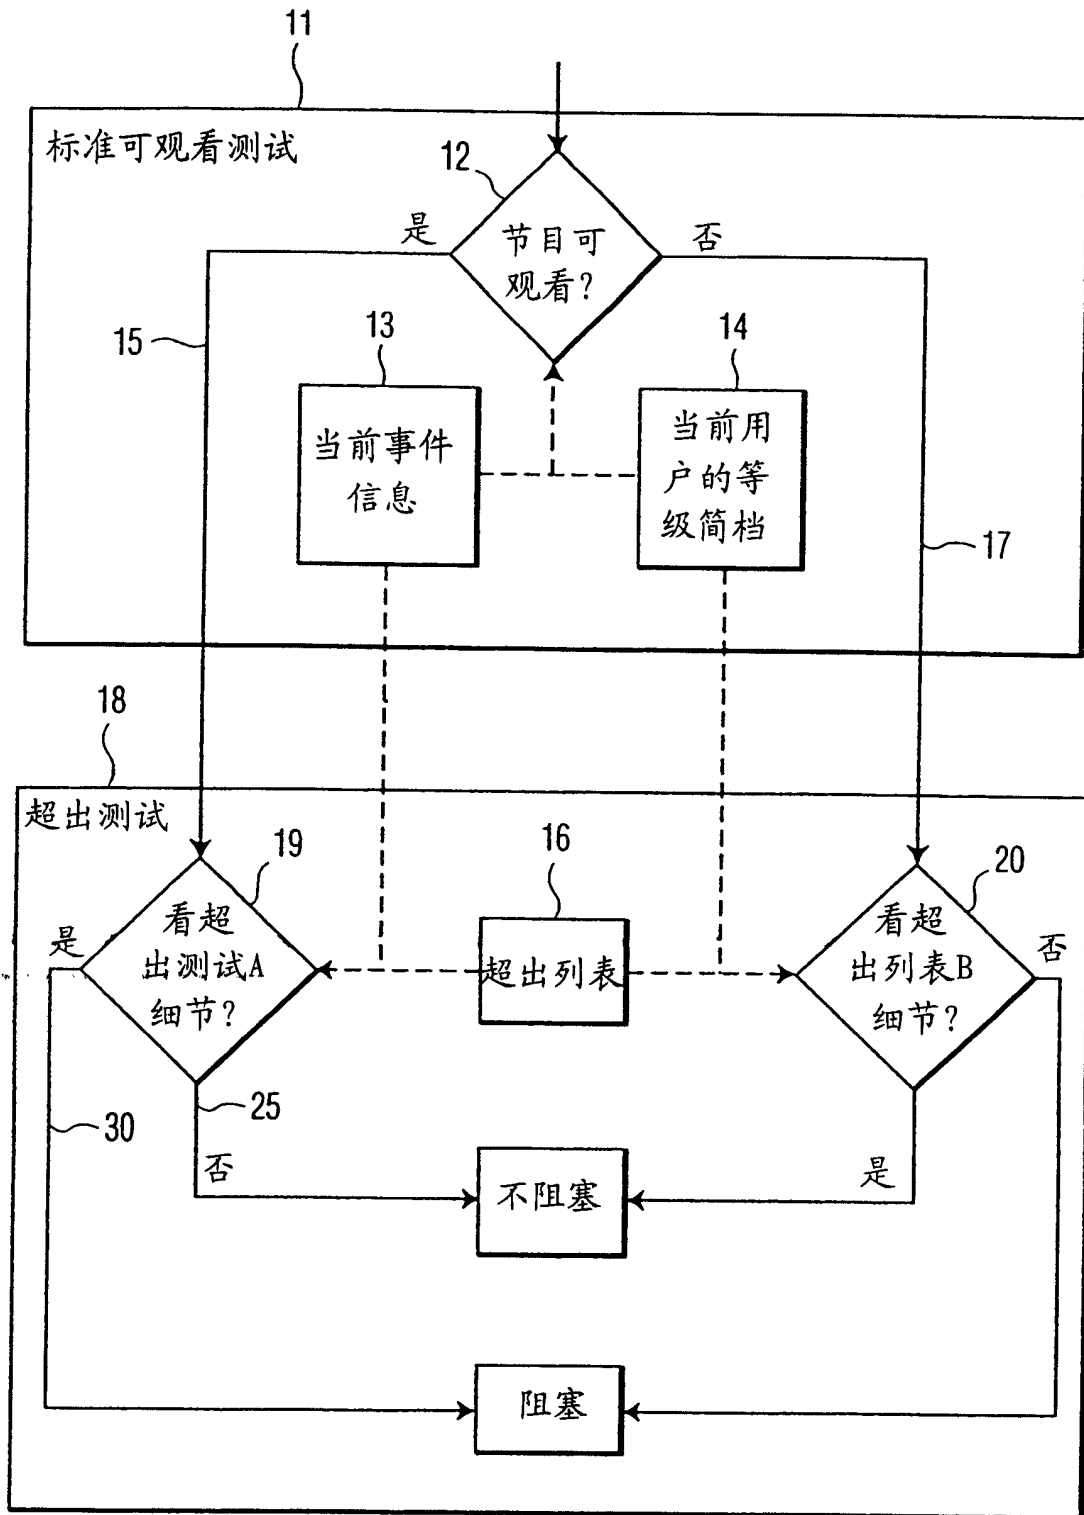 11
标准可观看测试
12
是
否
节目可
观看?
15
13
14
当前事件
信息
当前用
户的等
级简档
17
18
超出测试
19
16
20
是
看超
出测试A
细节?
超出列表
看超
出列表B
细节?
否
30
25
否
不阻塞
是
阻塞